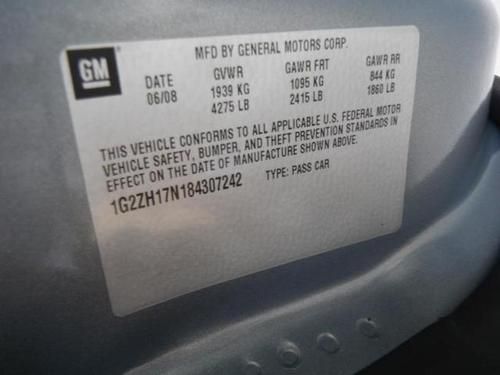 GM
MFD BY GENERAL MOTORS CORP.
DATE GVWR GAWR FRT GAWR RR
06/08 1939 KG 1095 KG 844 KG
4275 LB 2415 LB 1860 LB
THIS VEHICLE CONFORMS TO ALL APPLICABLE U.S. FEDERAL MOTOR
VEHICLE SAFETY, BUMPER, AND THEFT PREVENTION STANDARDS IN
EFFECT ON THE DATE OF MANUFACTURE SHOWN ABOVE.
1G2ZH17N184307242 TYPE: PASS CAR